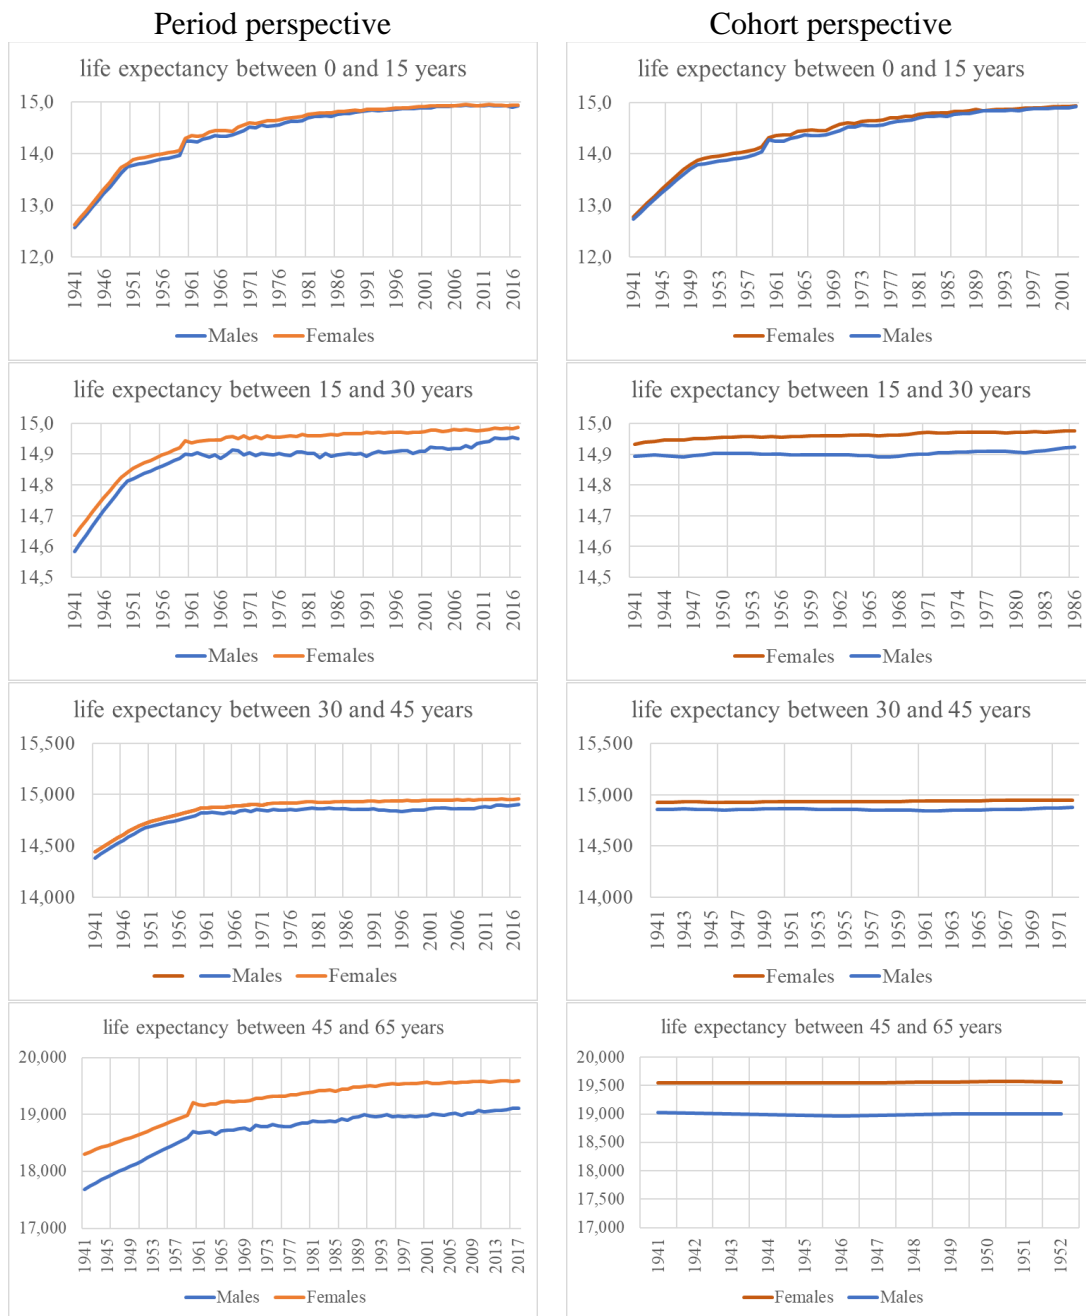 Period perspective
Cohort perspective
life expectancy between 0 and 15 years
15,0
14,0
13,0
12,0
1941 1946 1951 1956 1961 1966 1971 1976 1981 1986 1991 1996 2001 2006 2011 2016
Males Females
life expectancy between 0 and 15 years
15,0
14,0
13,0
12,0
1941 1945 1949 1953 1957 1961 1965 1969 1973 1977 1981 1985 1989 1993 1997 2001
Females Males
life expectancy between 15 and 30 years
15,0
14,9
14,8
14,7
14,6
14,5
1941 1946 1951 1956 1961 1966 1971 1976 1981 1986 1991 1996 2001 2006 2011 2016
Males Females
life expectancy between 15 and 30 years
15,0
14,9
14,8
14,7
14,6
14,5
1941 1944 1947 1950 1953 1956 1959 1962 1965 1968 1971 1974 1977 1980 1983 1986
Females Males
life expectancy between 30 and 45 years
15,500
15,000
14,500
14,000
1941 1946 1951 1956 1961 1966 1971 1976 1981 1986 1991 1996 2001 2006 2011 2016
Males Females
life expectancy between 30 and 45 years
15,500
15,000
14,500
14,000
1941 1943 1945 1947 1949 1951 1953 1955 1957 1959 1961 1963 1965 1967 1969 1971
Females Males
life expectancy between 45 and 65 years
20,000
19,000
18,000
17,000
1941 1945 1949 1953 1957 1961 1965 1969 1973 1977 1981 1985 1989 1993 1997 2001 2005 2009 2013 2017
Males Females
life expectancy between 45 and 65 years
20,000
19,500
19,000
18,500
18,000
17,500
17,000
1941 1942 1943 1944 1945 1946 1947 1948 1949 1950 1951 1952
Females Males